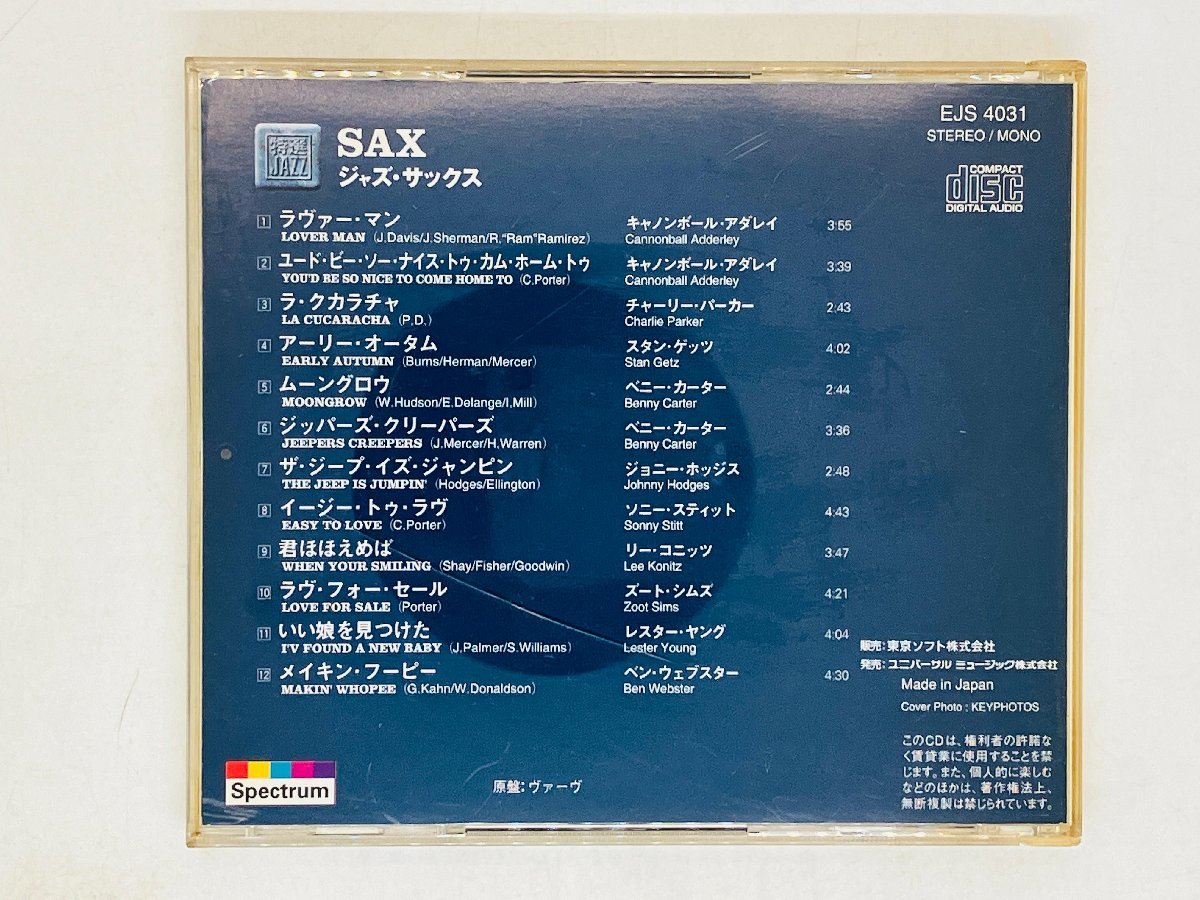 特選
JAZZ
SAX
ジャズ・サックス
EJS 4031
STEREO / MONO
COMPACT
disc
DIGITAL AUDIO
1 ラヴァー・マン キャノンボール・アダレイ 3:55
LOVER MAN (J.Davis/J.Sherman/R."Ram"Ramirez) Cannonball Adderley
2 ユード・ビー・ソー・ナイス・トゥ・カム・ホーム・トゥ キャノンボール・アダレイ 3:39
YOU'D BE SO NICE TO COME HOME TO (C.Porter) Cannonball Adderley
3 ラ・クカラチャ チャーリー・パーカー 2:43
LA CUCARACHA (P.D.) Charlie Parker
4 アーリー・オータム スタン・ゲッツ 4:02
EARLY AUTUMN (Burns/Herman/Mercer) Stan Getz
5 ムーングロウ ベニー・カーター 2:44
MOONGROW (W.Hudson/E.Delange/I,Mill) Benny Carter
6 ジッパーズ・クリーパーズ ベニー・カーター 3:36
JEEPERS CREEPERS (J.Mercer/H.Warren) Benny Carter
7 ザ・ジープ・イズ・ジャンピン ジョニー・ホッジス 2:48
THE JEEP IS JUMPIN' (Hodges/Ellington) Johnny Hodges
8 イージー・トゥ・ラヴ ソニー・スティット 4:43
EASY TO LOVE (C.Porter) Sonny Stitt
9 君ほほえめば リー・コニッツ 3:47
WHEN YOUR SMILING (Shay/Fisher/Goodwin) Lee Konitz
10 ラヴ・フォー・セール ズート・シムズ 4:21
LOVE FOR SALE (Porter) Zoot Sims
11 いい娘を見つけた レスター・ヤング 4:04
I'V FOUND A NEW BABY (J.Palmer/S.Williams) Lester Young
12 メイキン・フーピー ベン・ウェブスター 4:30
MAKIN' WHOPEE (G.Kahn/W.Donaldson) Ben Webster
販売：東京ソフト株式会社
発売：ユニバーサル ミュージック株式会社
Made in Japan
Cover Photo : KEYPHOTOS
このCDは、権利者の許諾な
く賃貸業に使用することを禁
じます。また、個人的に楽しむ
などのほかは、著作権法上、
無断複製は禁じられています。
Spectrum
原盤：ヴァーヴ